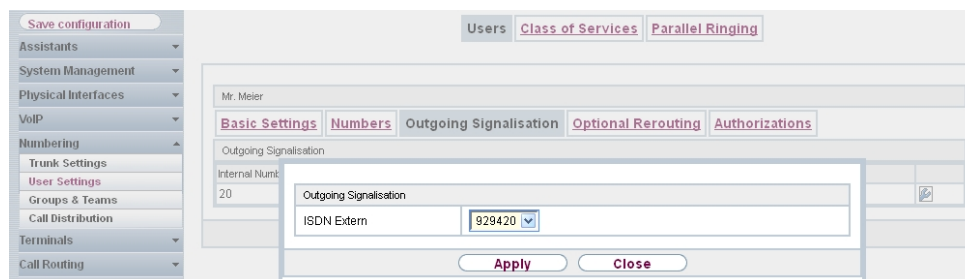 Save configuration
Assistants
System Management
Physical Interfaces
VoIP
Numbering
Trunk Settings
User Settings
Groups & Teams
Call Distribution
Terminals
Call Routing
Users Class of Services Parallel Ringing
Mr. Meier
Basic Settings Numbers Outgoing Signalisation Optional Rerouting Authorizations
Outgoing Signalisation
Internal Numb
20
Outgoing Signalisation
ISDN Extern 929420
Apply Close